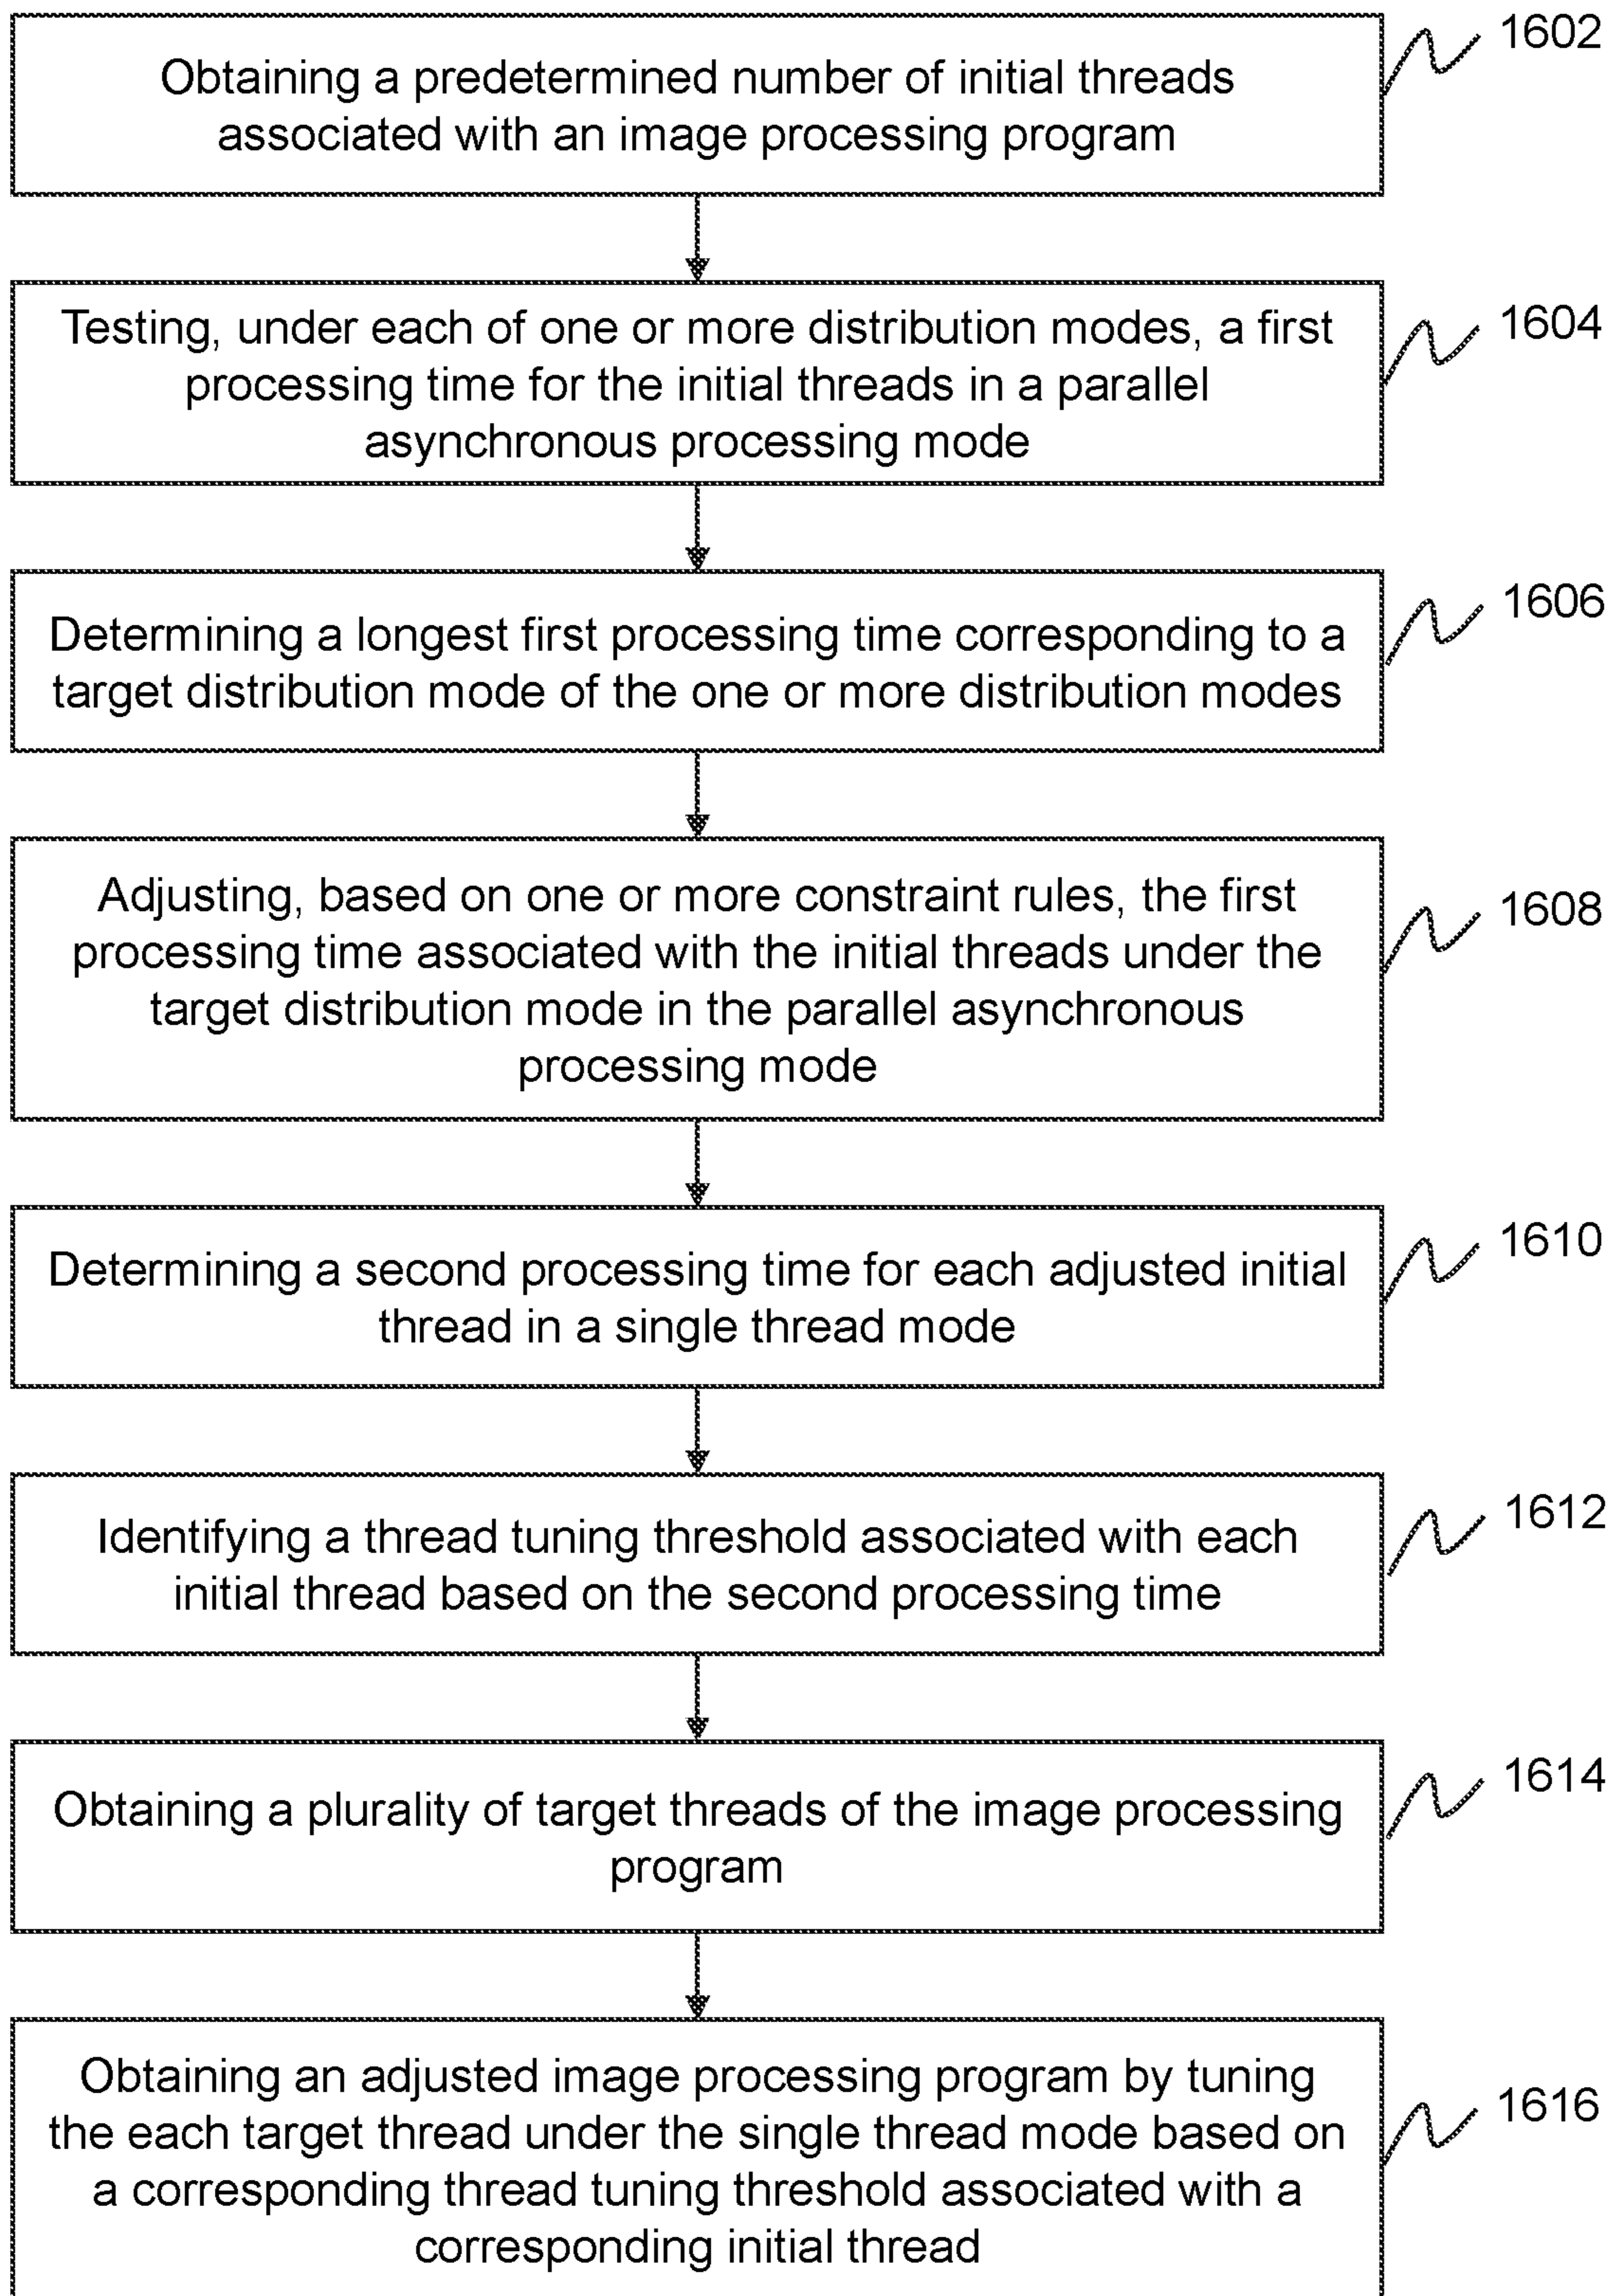 Obtaining a predetermined number of initial threads
associated with an image processing program
1602
Testing, under each of one or more distribution modes, a first
processing time for the initial threads in a parallel
asynchronous processing mode
1604
Determining a longest first processing time corresponding to a
target distribution mode of the one or more distribution modes
1606
Adjusting, based on one or more constraint rules, the first
processing time associated with the initial threads under the
target distribution mode in the parallel asynchronous
processing mode
1608
Determining a second processing time for each adjusted initial
thread in a single thread mode
1610
Identifying a thread tuning threshold associated with each
initial thread based on the second processing time
1612
Obtaining a plurality of target threads of the image processing
program
1614
Obtaining an adjusted image processing program by tuning
the each target thread under the single thread mode based on
a corresponding thread tuning threshold associated with a
corresponding initial thread
1616